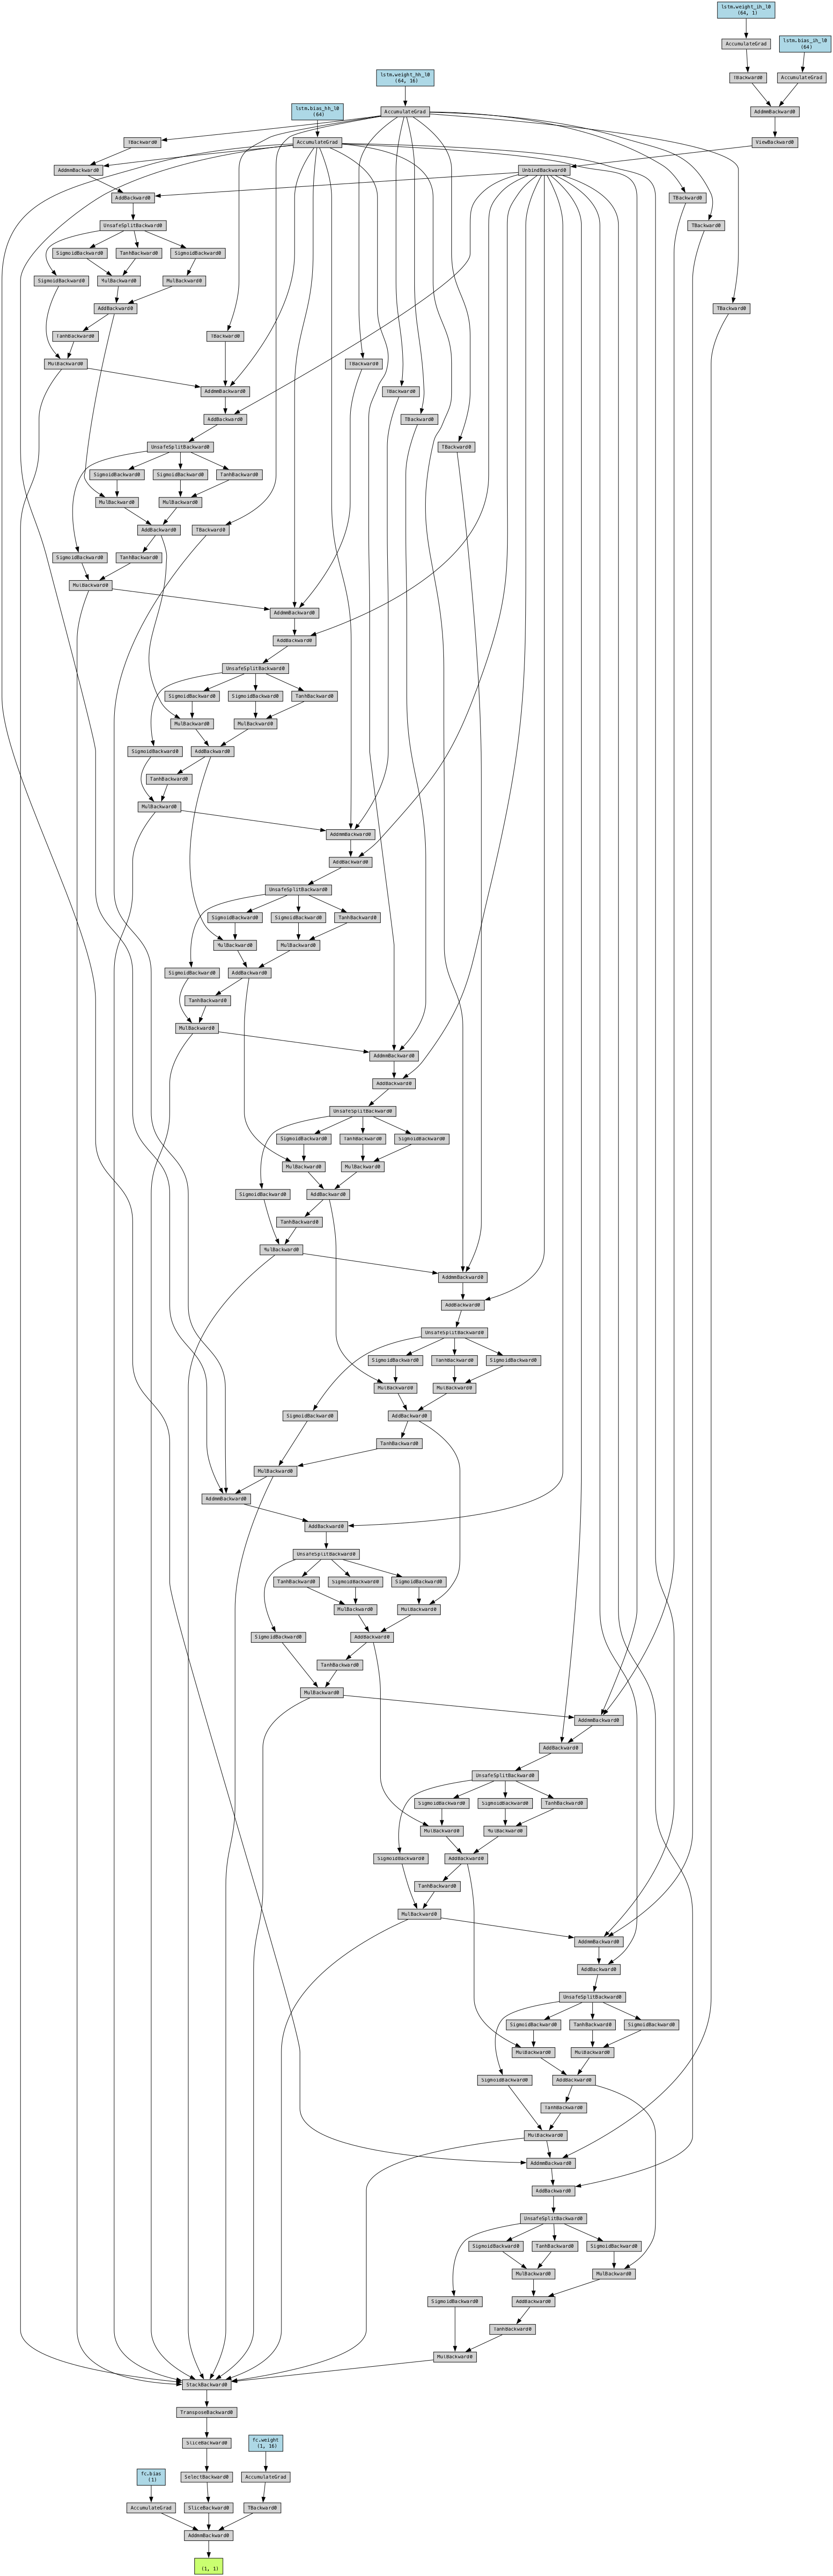 lstm.weight_ih_l0
(64, 1)
AccumulateGrad
lstm.bias_ih_l0
(64)
lstm.weight_hh_l0
(64, 16)
TBackward0
AccumulateGrad
lstm.bias_hh_l0
(64)
AccumulateGrad
AddmmBackward0
TBackward0
AccumulateGrad
ViewBackward0
AddmmBackward0
UnbindBackward0
AddBackward0
TBackward0
UnsafeSplitBackward0
TBackward0
SigmoidBackward0
TanhBackward0
SigmoidBackward0
SigmoidBackward0
MulBackward0
MulBackward0
AddBackward0
TBackward0
TanhBackward0
TBackward0
MulBackward0
TBackward0
AddmmBackward0
TBackward0
AddBackward0
TBackward0
UnsafeSplitBackward0
TBackward0
SigmoidBackward0
SigmoidBackward0
TanhBackward0
MulBackward0
MulBackward0
AddBackward0
TBackward0
SigmoidBackward0
TanhBackward0
MulBackward0
AddmmBackward0
AddBackward0
UnsafeSplitBackward0
SigmoidBackward0
SigmoidBackward0
TanhBackward0
MulBackward0
MulBackward0
SigmoidBackward0
AddBackward0
TanhBackward0
MulBackward0
AddmmBackward0
AddBackward0
UnsafeSplitBackward0
SigmoidBackward0
SigmoidBackward0
TanhBackward0
MulBackward0
MulBackward0
SigmoidBackward0
AddBackward0
TanhBackward0
MulBackward0
AddmmBackward0
AddBackward0
UnsafeSplitBackward0
SigmoidBackward0
TanhBackward0
SigmoidBackward0
MulBackward0
MulBackward0
SigmoidBackward0
AddBackward0
TanhBackward0
MulBackward0
AddmmBackward0
AddBackward0
UnsafeSplitBackward0
SigmoidBackward0
TanhBackward0
SigmoidBackward0
MulBackward0
MulBackward0
SigmoidBackward0
AddBackward0
TanhBackward0
MulBackward0
AddmmBackward0
AddBackward0
UnsafeSplitBackward0
TanhBackward0
SigmoidBackward0
SigmoidBackward0
MulBackward0
MulBackward0
SigmoidBackward0
AddBackward0
TanhBackward0
MulBackward0
AddmmBackward0
AddBackward0
UnsafeSplitBackward0
SigmoidBackward0
SigmoidBackward0
TanhBackward0
MulBackward0
MulBackward0
SigmoidBackward0
AddBackward0
TanhBackward0
MulBackward0
AddmmBackward0
AddBackward0
UnsafeSplitBackward0
SigmoidBackward0
TanhBackward0
SigmoidBackward0
MulBackward0
MulBackward0
SigmoidBackward0
AddBackward0
TanhBackward0
MulBackward0
AddmmBackward0
AddBackward0
UnsafeSplitBackward0
SigmoidBackward0
TanhBackward0
SigmoidBackward0
MulBackward0
MulBackward0
SigmoidBackward0
AddBackward0
TanhBackward0
MulBackward0
StackBackward0
TransposeBackward0
SliceBackward0
fc.weight
(1, 16)
fc.bias
(1)
SelectBackward0
AccumulateGrad
AccumulateGrad
SliceBackward0
TBackward0
AddmmBackward0
(1, 1)